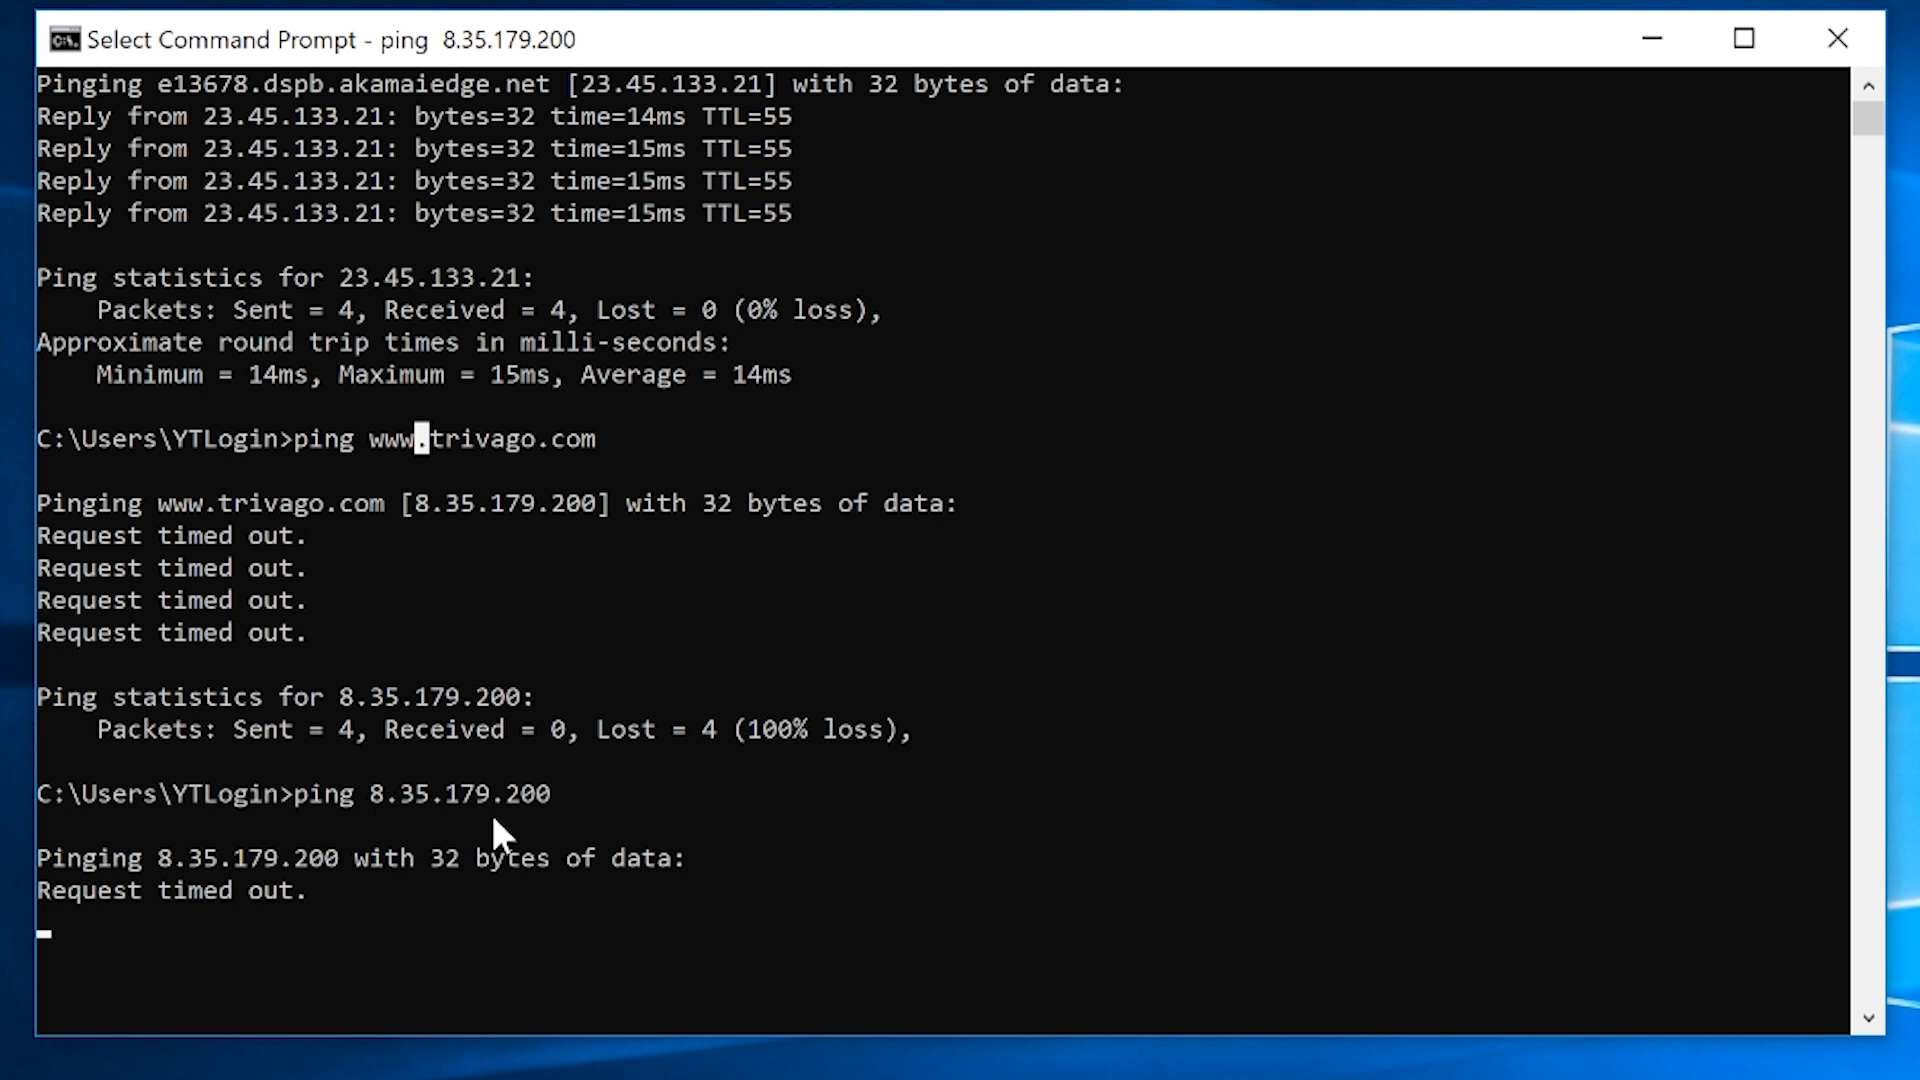 Select Command Prompt - ping  8.35.179.200
Pinging e13678.dspb.akamaiedge.net [23.45.133.21] with 32 bytes of data:
Reply from 23.45.133.21: bytes=32 time=14ms TTL=55
Reply from 23.45.133.21: bytes=32 time=15ms TTL=55
Reply from 23.45.133.21: bytes=32 time=15ms TTL=55
Reply from 23.45.133.21: bytes=32 time=15ms TTL=55
Ping statistics for 23.45.133.21:
    Packets: Sent = 4, Received = 4, Lost = 0 (0% loss),
Approximate round trip times in milli-seconds:
    Minimum = 14ms, Maximum = 15ms, Average = 14ms
C:\Users\YTLogin>ping www.trivago.com
Pinging www.trivago.com [8.35.179.200] with 32 bytes of data:
Request timed out.
Request timed out.
Request timed out.
Request timed out.
Ping statistics for 8.35.179.200:
    Packets: Sent = 4, Received = 0, Lost = 4 (100% loss),
C:\Users\YTLogin>ping 8.35.179.200
Pinging 8.35.179.200 with 32 bytes of data:
Request timed out.